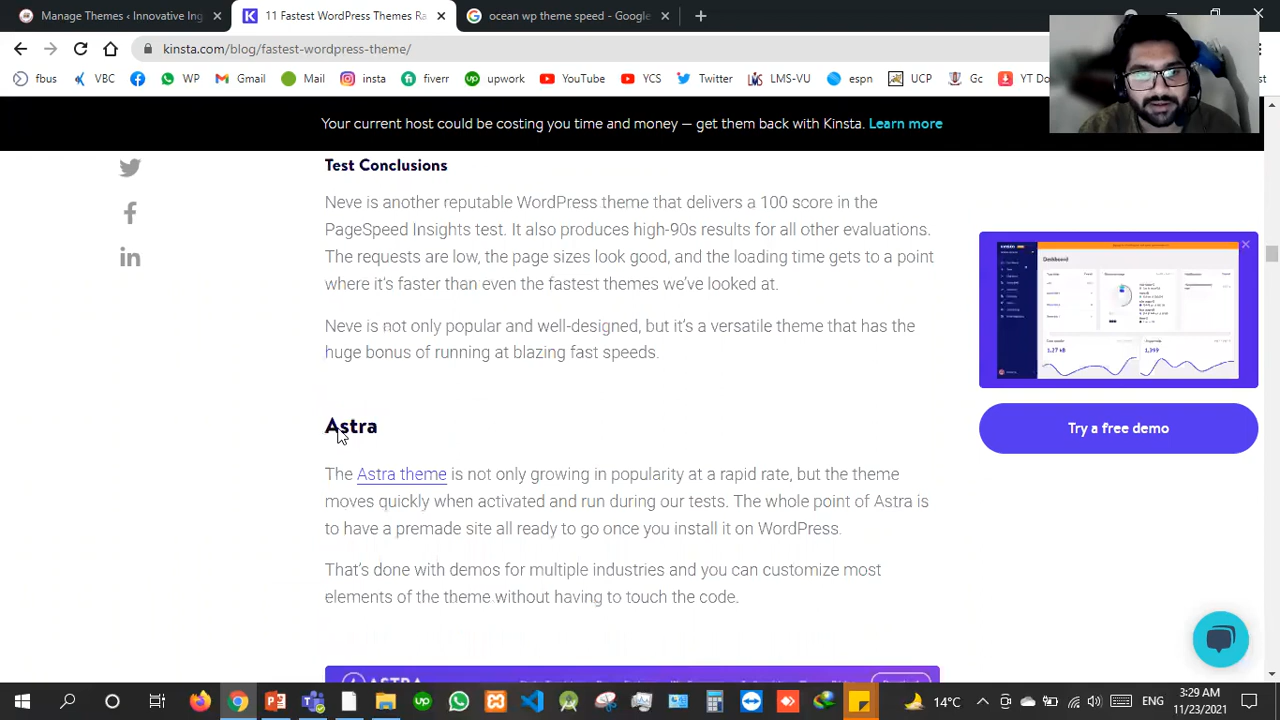 Manage Themes ‹ Innovative Ing
11 Fastest WordPress Themes Ra
ocean wp theme speed - Google
kinsta.com/blog/fastest-wordpress-theme/
fbus
VBC
WP
Gmail
Mail
insta
fiverr
upwork
YouTube
YCS
Twitter
LMS-VU
espn
UCP
Gc
YT Do
Your current host could be costing you time and money — get them back with Kinsta. Learn more
Test Conclusions
Neve is another reputable WordPress theme that delivers a 100 score in the
PageSpeed Insights test. It also produces high-90s results for all other evaluations.
The requests are low, the page sizes look good, and the loading time gets to a point
where it's faster than even the fastest themes we've looked at.
Neve is not only popular and well-designed, but it's a versatile theme that has the
huge bonus of running at blazing fast speeds.
Dashboard
1.27 kB
1,399
Try a free demo
Astra
The Astra theme is not only growing in popularity at a rapid rate, but the theme
moves quickly when activated and run during our tests. The whole point of Astra is
to have a premade site all ready to go once you install it on WordPress.
That's done with demos for multiple industries and you can customize most
elements of the theme without having to touch the code.
ASTRA
14°C
ENG
3:29 AM
11/23/2021